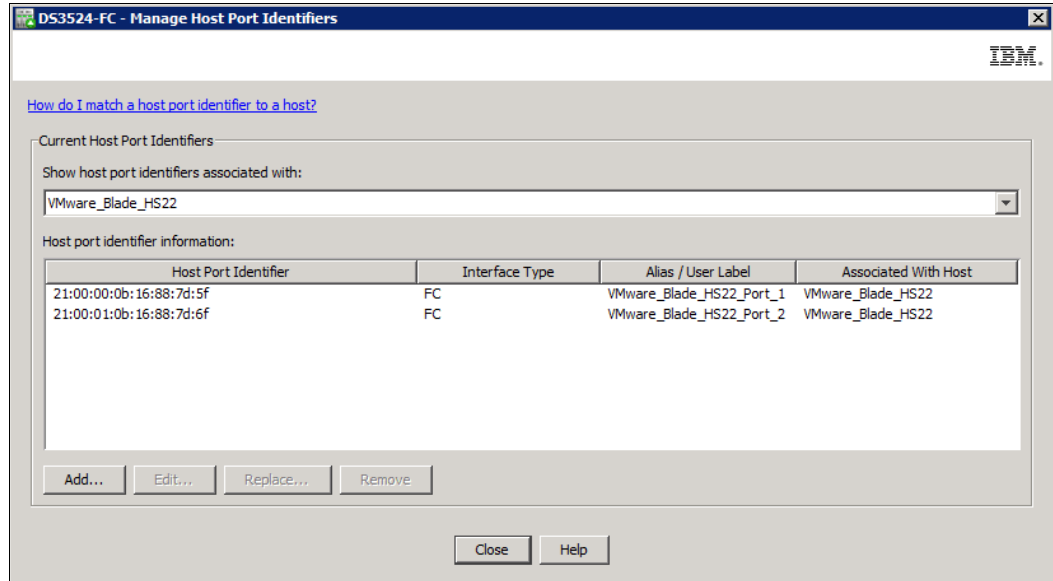 DS3524-FC - Manage Host Port Identifiers
IBM.
How do I match a host port identifier to a host?
Current Host Port Identifiers
Show host port identifiers associated with:
VMware_Blade_HS22
Host port identifier information:
Host Port Identifier Interface Type Alias / User Label Associated With Host
21:00:00:0b:16:88:7d:5f FC VMware_Blade_HS22_Port_1 VMware_Blade_HS22
21:00:01:0b:16:88:7d:6f FC VMware_Blade_HS22_Port_2 VMware_Blade_HS22
Add... Edit... Replace... Remove
Close Help